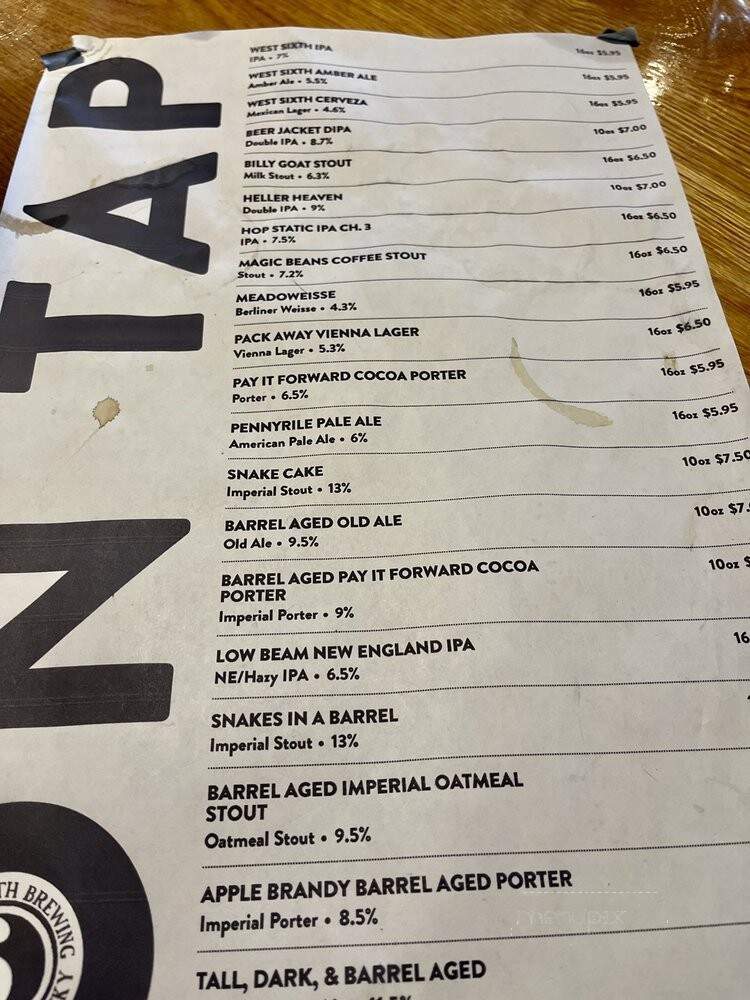 ON TAP
WEST SIXTH IPA 16oz $5.95
IPA • 7%
WEST SIXTH AMBER ALE 16oz $5.95
Amber Ale • 5.5%
WEST SIXTH CERVEZA 16oz $5.95
Mexican Lager • 4.6%
BEER JACKET DIPA 10oz $7.00
Double IPA • 8.7%
BILLY GOAT STOUT 16oz $6.50
Milk Stout • 6.3%
HELLER HEAVEN 10oz $7.00
Double IPA • 9%
HOP STATIC IPA CH. 3 16oz $6.50
IPA • 7.5%
MAGIC BEANS COFFEE STOUT 16oz $6.50
Stout • 7.2%
MEADOWEISSE 16oz $5.95
Berliner Weisse • 4.3%
PACK AWAY VIENNA LAGER 16oz $6.50
Vienna Lager • 5.3%
PAY IT FORWARD COCOA PORTER 16oz $5.95
Porter • 6.5%
PENNYRILE PALE ALE 16oz $5.95
American Pale Ale • 6%
SNAKE CAKE 10oz $7.50
Imperial Stout • 13%
BARREL AGED OLD ALE 10oz $7.
Old Ale • 9.5%
BARREL AGED PAY IT FORWARD COCOA 10oz $
PORTER
Imperial Porter • 9%
LOW BEAM NEW ENGLAND IPA 16
NE/Hazy IPA • 6.5%
SNAKES IN A BARREL
Imperial Stout • 13%
BARREL AGED IMPERIAL OATMEAL
STOUT
Oatmeal Stout • 9.5%
APPLE BRANDY BARREL AGED PORTER
Imperial Porter • 8.5%
TALL, DARK, & BARREL AGED
TH BREWING
6
KY
menupix